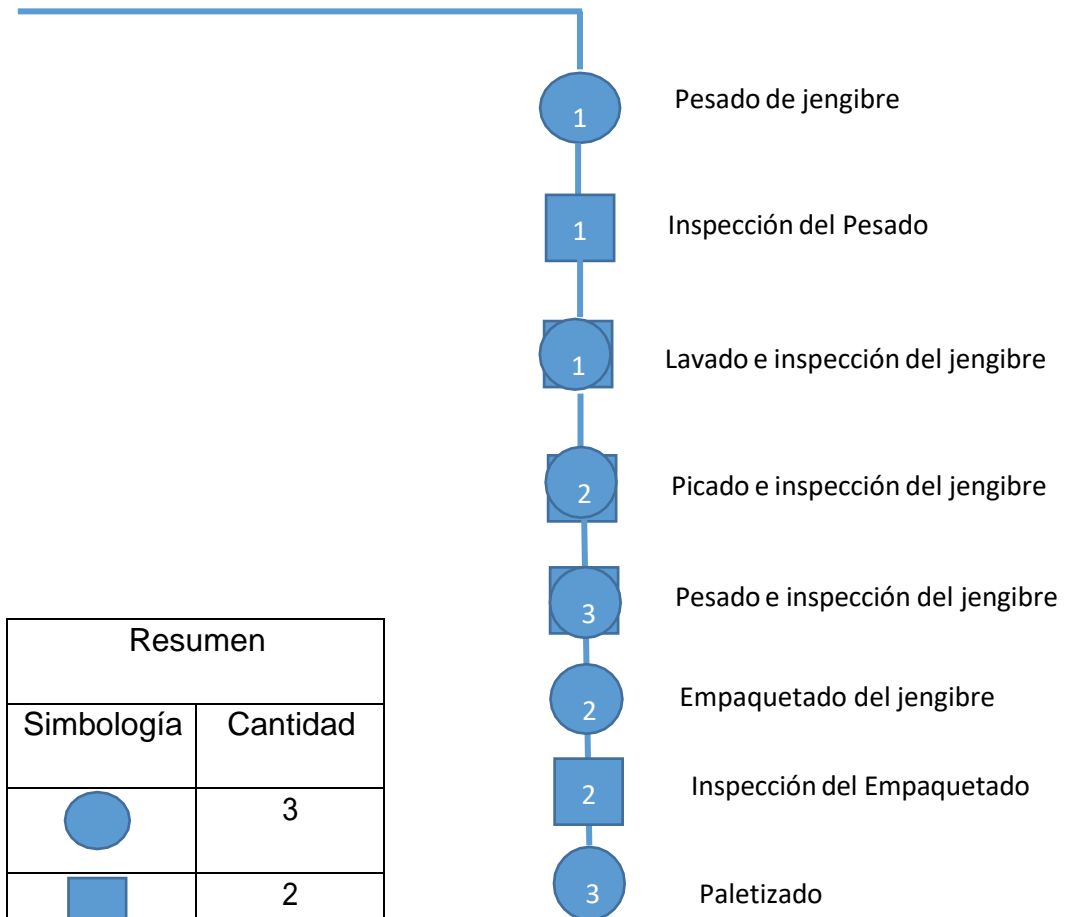 1
Pesado de jengibre
1
Inspección del Pesado
1
Lavado e inspección del jengibre
2
Picado e inspección del jengibre
3
Pesado e inspección del jengibre
2
Empaquetado del jengibre
2
Inspección del Empaquetado
3
Paletizado
Resumen
Simbología Cantidad
3
2